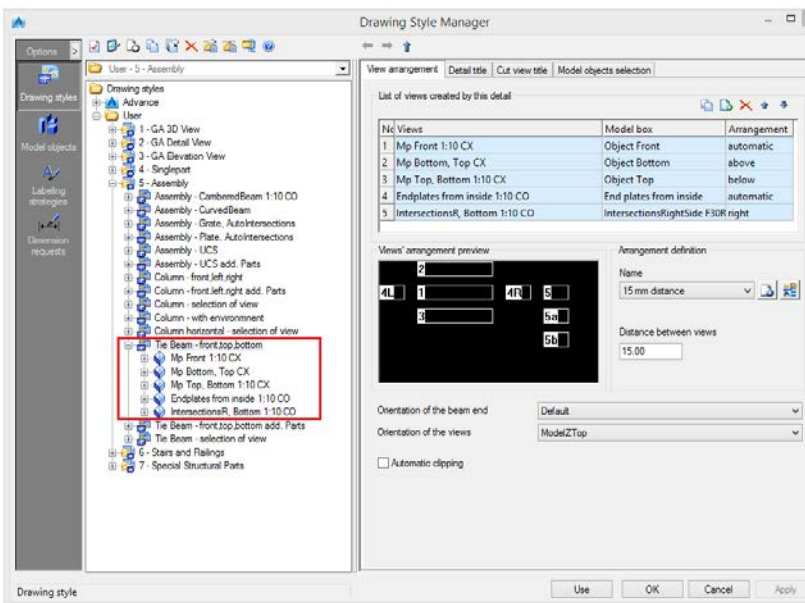 Drawing Style Manager
Options
Drawing styles
Model objects
Labeling
strategies
Dimension
requests
User - 5 - Assembly
Drawing styles
Advance
User
1 - GA 3D View
2 - GA Detail View
3 - GA Elevation View
4 - Singlepart
5 - Assembly
Assembly - CamberedBeam 1:10 CO
Assembly - CurvedBeam
Assembly - Grate, AutoIntersections
Assembly - Plate, AutoIntersections
Assembly - UCS
Assembly - UCS add. Parts
Column - front,left,right
Column - front,left,right add. Parts
Column - selection of view
Column - with environment
Column horizontal - selection of view
Tie Beam - front,top,bottom
Mp Front 1:10 CX
Mp Bottom, Top CX
Mp Top, Bottom 1:10 CX
Endplates from inside 1:10 CO
IntersectionsR, Bottom 1:10 CO
Tie Beam - front,top,bottom add. Parts
Tie Beam - selection of view
6 - Stairs and Railings
7 - Special Structural Parts
View arrangement Detail title Cut view title Model objects selection
List of views created by this detail
Nc Views Model box Arrangement
1 Mp Front 1:10 CX Object Front automatic
2 Mp Bottom, Top CX Object Bottom above
3 Mp Top, Bottom 1:10 CX Object Top below
4 Endplates from inside 1:10 CO End plates from inside automatic
5 IntersectionsR, Bottom 1:10 CO IntersectionsRightSide F30R right
Views' arrangement preview
2
4L 1 4R 5
3 5a
5b
Arrangement definition
Name
15 mm distance
Distance between views
15.00
Orientation of the beam end Default
Orientation of the views ModelZTop
Automatic clipping
Drawing style
Use OK Cancel Apply